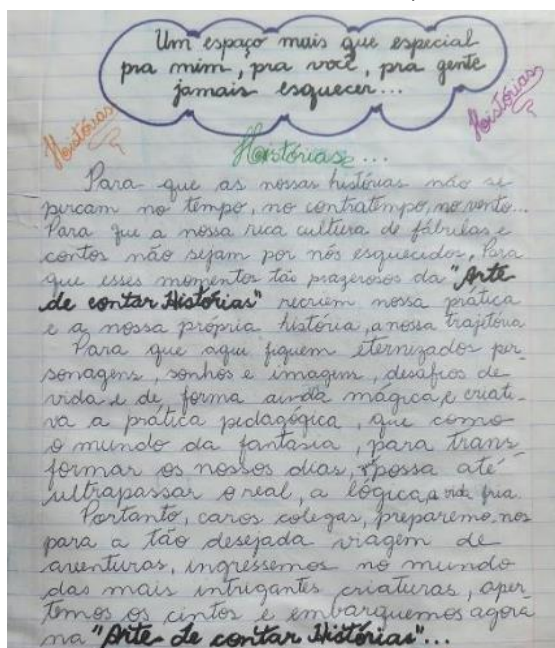 Um espaço mais que especial
pra mim, pra você, pra gente
jamais esquecer...
Histórias
Histórias
Histórias...
Para que as nossas histórias não se
percam no tempo, no contratempo, no vento...
Para que a nossa rica cultura de fábulas e
contos não sejam por nós esquecidos, Para
que esses momentos tão prazerosos da "Arte
de contar Histórias" recriem nossa prática
e a nossa própria história, a nossa trajetória
Para que aqui fiquem eternizados per
sonagens, sonhos e imagem, desafios de
vida e de forma ainda mágica, e criati-
va a prática pedagógica, que como
o mundo da fantasia, para trans
formar os nossos dias, possa até
ultrapassar o real, a lógica, a vida fria.
Portanto, caros colegas, preparemo-nos
para a tão desejada viagem de
aventuras, ingressemos no mundo
das mais intrigantes criaturas, aper-
temos os cintos e embarquemos agora
na "Arte de contar Histórias"...